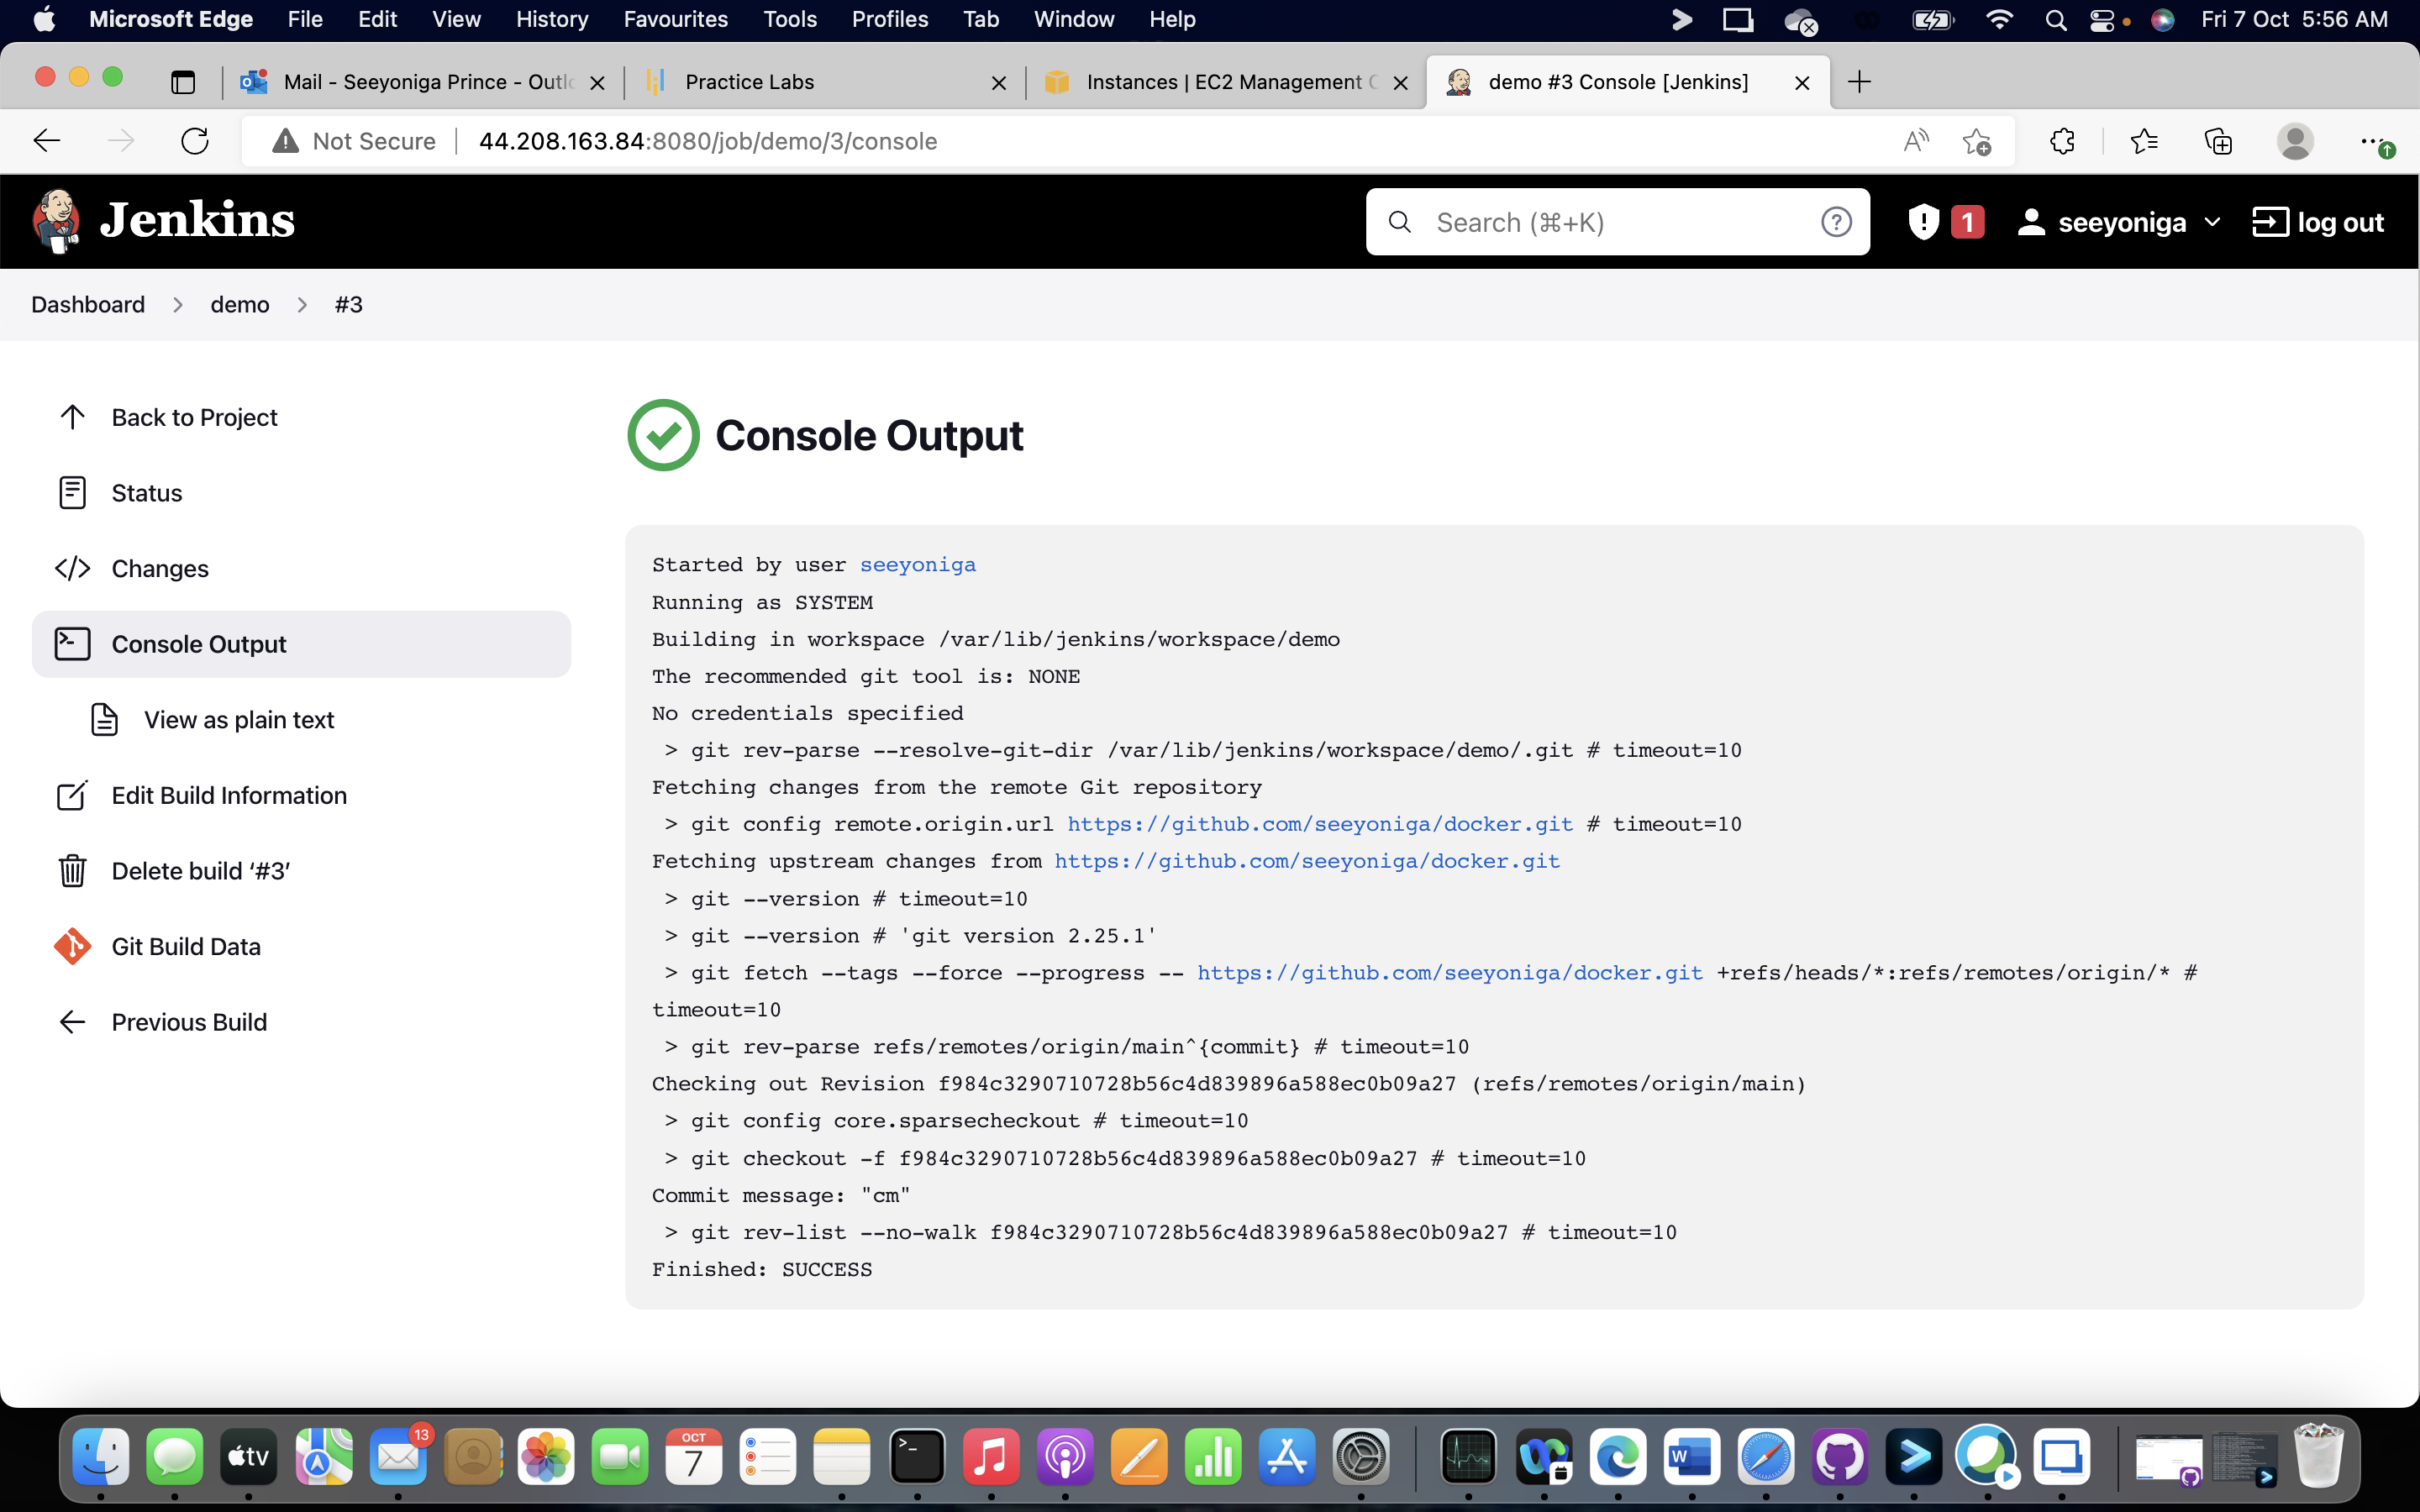 Microsoft Edge File Edit View History Favourites Tools Profiles Tab Window Help Fri 7 Oct 5:56 AM
Mail - Seeyoniga Prince - Outlo Practice Labs Instances | EC2 Management C demo #3 Console [Jenkins]
Not Secure 44.208.163.84:8080/job/demo/3/console
Jenkins Search (⌘+K) 1 seeyoniga log out
Dashboard demo #3
Back to Project
Status
Changes
Console Output
View as plain text
Edit Build Information
Delete build ‘#3’
Git Build Data
Previous Build
Console Output
Started by user seeyoniga
Running as SYSTEM
Building in workspace /var/lib/jenkins/workspace/demo
The recommended git tool is: NONE
No credentials specified
> git rev-parse --resolve-git-dir /var/lib/jenkins/workspace/demo/.git # timeout=10
Fetching changes from the remote Git repository
> git config remote.origin.url https://github.com/seeyoniga/docker.git # timeout=10
Fetching upstream changes from https://github.com/seeyoniga/docker.git
> git --version # timeout=10
> git --version # 'git version 2.25.1'
> git fetch --tags --force --progress -- https://github.com/seeyoniga/docker.git +refs/heads/*:refs/remotes/origin/* #
timeout=10
> git rev-parse refs/remotes/origin/main^{commit} # timeout=10
Checking out Revision f984c3290710728b56c4d839896a588ec0b09a27 (refs/remotes/origin/main)
> git config core.sparsecheckout # timeout=10
> git checkout -f f984c3290710728b56c4d839896a588ec0b09a27 # timeout=10
Commit message: "cm"
> git rev-list --no-walk f984c3290710728b56c4d839896a588ec0b09a27 # timeout=10
Finished: SUCCESS
tv 13 OCT 7 W